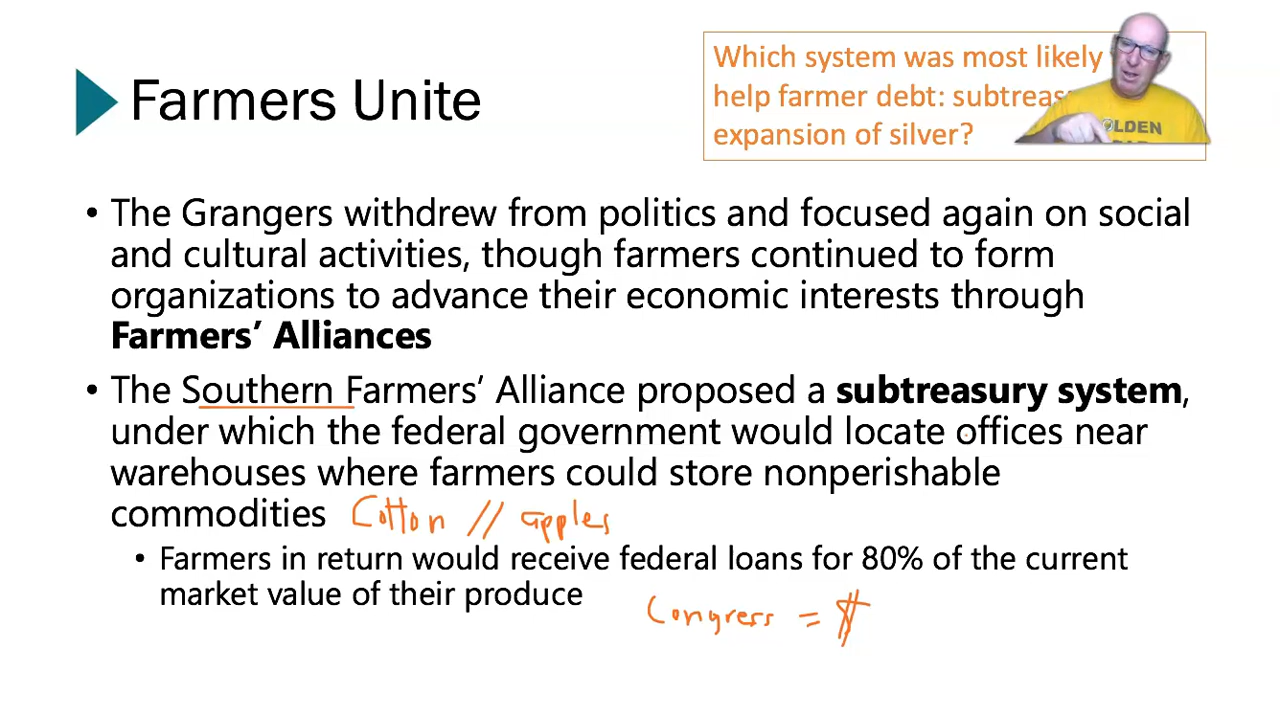 Farmers Unite
Which system was most likely
help farmer debt: 
expansion of silver?
LDEN
• The Grangers withdrew from politics and focused again on social
and cultural activities, though farmers continued to form
organizations to advance their economic interests through
Farmers’ Alliances
• The Southern Farmers’ Alliance proposed a subtreasury system,
under which the federal government would locate offices near
warehouses where farmers could store nonperishable
commodities Cotton // apples
• Farmers in return would receive federal loans for 80% of the current
market value of their produce
Congress = $